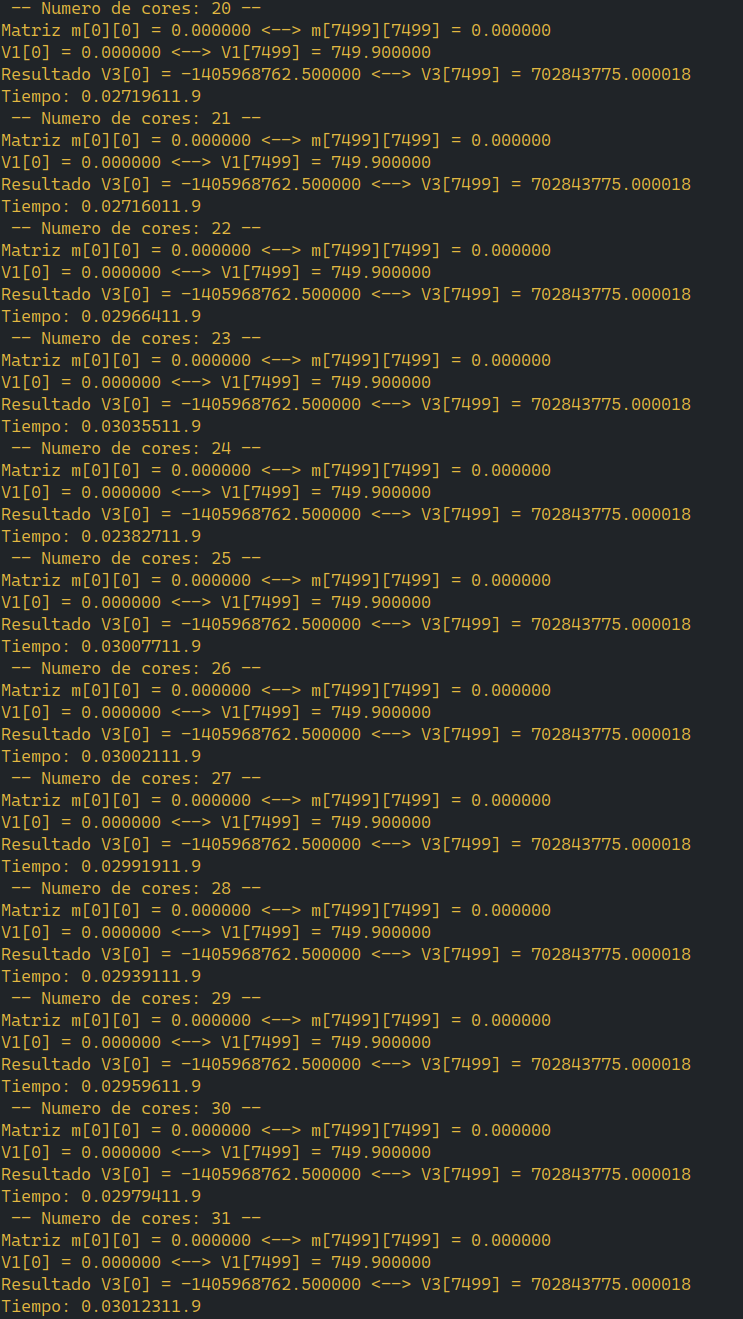 -- Numero de cores: 20 --
Matriz m[0][0] = 0.000000 <--> m[7499][7499] = 0.000000
V1[0] = 0.000000 <--> V1[7499] = 749.900000
Resultado V3[0] = -1405968762.500000 <--> V3[7499] = 702843775.000018
Tiempo: 0.02719611.9
-- Numero de cores: 21 --
Matriz m[0][0] = 0.000000 <--> m[7499][7499] = 0.000000
V1[0] = 0.000000 <--> V1[7499] = 749.900000
Resultado V3[0] = -1405968762.500000 <--> V3[7499] = 702843775.000018
Tiempo: 0.02716011.9
-- Numero de cores: 22 --
Matriz m[0][0] = 0.000000 <--> m[7499][7499] = 0.000000
V1[0] = 0.000000 <--> V1[7499] = 749.900000
Resultado V3[0] = -1405968762.500000 <--> V3[7499] = 702843775.000018
Tiempo: 0.02966411.9
-- Numero de cores: 23 --
Matriz m[0][0] = 0.000000 <--> m[7499][7499] = 0.000000
V1[0] = 0.000000 <--> V1[7499] = 749.900000
Resultado V3[0] = -1405968762.500000 <--> V3[7499] = 702843775.000018
Tiempo: 0.03035511.9
-- Numero de cores: 24 --
Matriz m[0][0] = 0.000000 <--> m[7499][7499] = 0.000000
V1[0] = 0.000000 <--> V1[7499] = 749.900000
Resultado V3[0] = -1405968762.500000 <--> V3[7499] = 702843775.000018
Tiempo: 0.02382711.9
-- Numero de cores: 25 --
Matriz m[0][0] = 0.000000 <--> m[7499][7499] = 0.000000
V1[0] = 0.000000 <--> V1[7499] = 749.900000
Resultado V3[0] = -1405968762.500000 <--> V3[7499] = 702843775.000018
Tiempo: 0.03007711.9
-- Numero de cores: 26 --
Matriz m[0][0] = 0.000000 <--> m[7499][7499] = 0.000000
V1[0] = 0.000000 <--> V1[7499] = 749.900000
Resultado V3[0] = -1405968762.500000 <--> V3[7499] = 702843775.000018
Tiempo: 0.03002111.9
-- Numero de cores: 27 --
Matriz m[0][0] = 0.000000 <--> m[7499][7499] = 0.000000
V1[0] = 0.000000 <--> V1[7499] = 749.900000
Resultado V3[0] = -1405968762.500000 <--> V3[7499] = 702843775.000018
Tiempo: 0.02991911.9
-- Numero de cores: 28 --
Matriz m[0][0] = 0.000000 <--> m[7499][7499] = 0.000000
V1[0] = 0.000000 <--> V1[7499] = 749.900000
Resultado V3[0] = -1405968762.500000 <--> V3[7499] = 702843775.000018
Tiempo: 0.02939111.9
-- Numero de cores: 29 --
Matriz m[0][0] = 0.000000 <--> m[7499][7499] = 0.000000
V1[0] = 0.000000 <--> V1[7499] = 749.900000
Resultado V3[0] = -1405968762.500000 <--> V3[7499] = 702843775.000018
Tiempo: 0.02959611.9
-- Numero de cores: 30 --
Matriz m[0][0] = 0.000000 <--> m[7499][7499] = 0.000000
V1[0] = 0.000000 <--> V1[7499] = 749.900000
Resultado V3[0] = -1405968762.500000 <--> V3[7499] = 702843775.000018
Tiempo: 0.02979411.9
-- Numero de cores: 31 --
Matriz m[0][0] = 0.000000 <--> m[7499][7499] = 0.000000
V1[0] = 0.000000 <--> V1[7499] = 749.900000
Resultado V3[0] = -1405968762.500000 <--> V3[7499] = 702843775.000018
Tiempo: 0.03012311.9